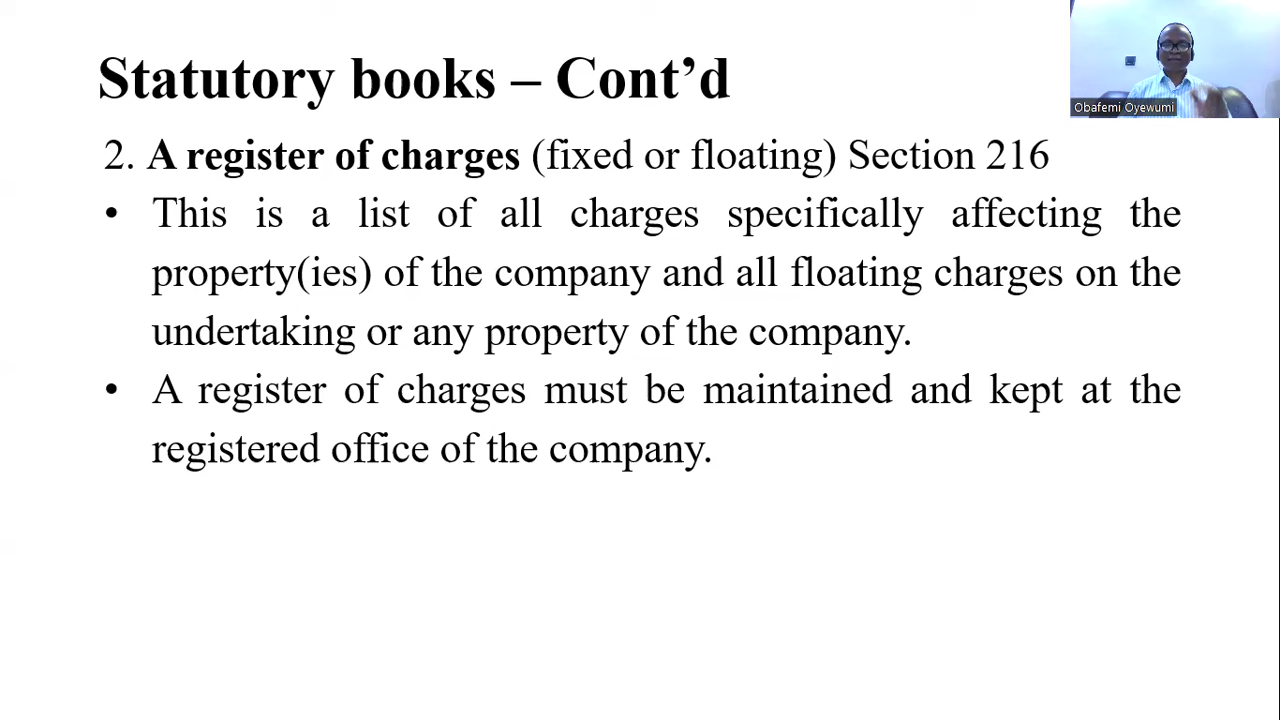 Statutory books – Cont’d
Obafemi Oyewumi
2. A register of charges (fixed or floating) Section 216
• This is a list of all charges specifically affecting the
property(ies) of the company and all floating charges on the
undertaking or any property of the company.
• A register of charges must be maintained and kept at the
registered office of the company.